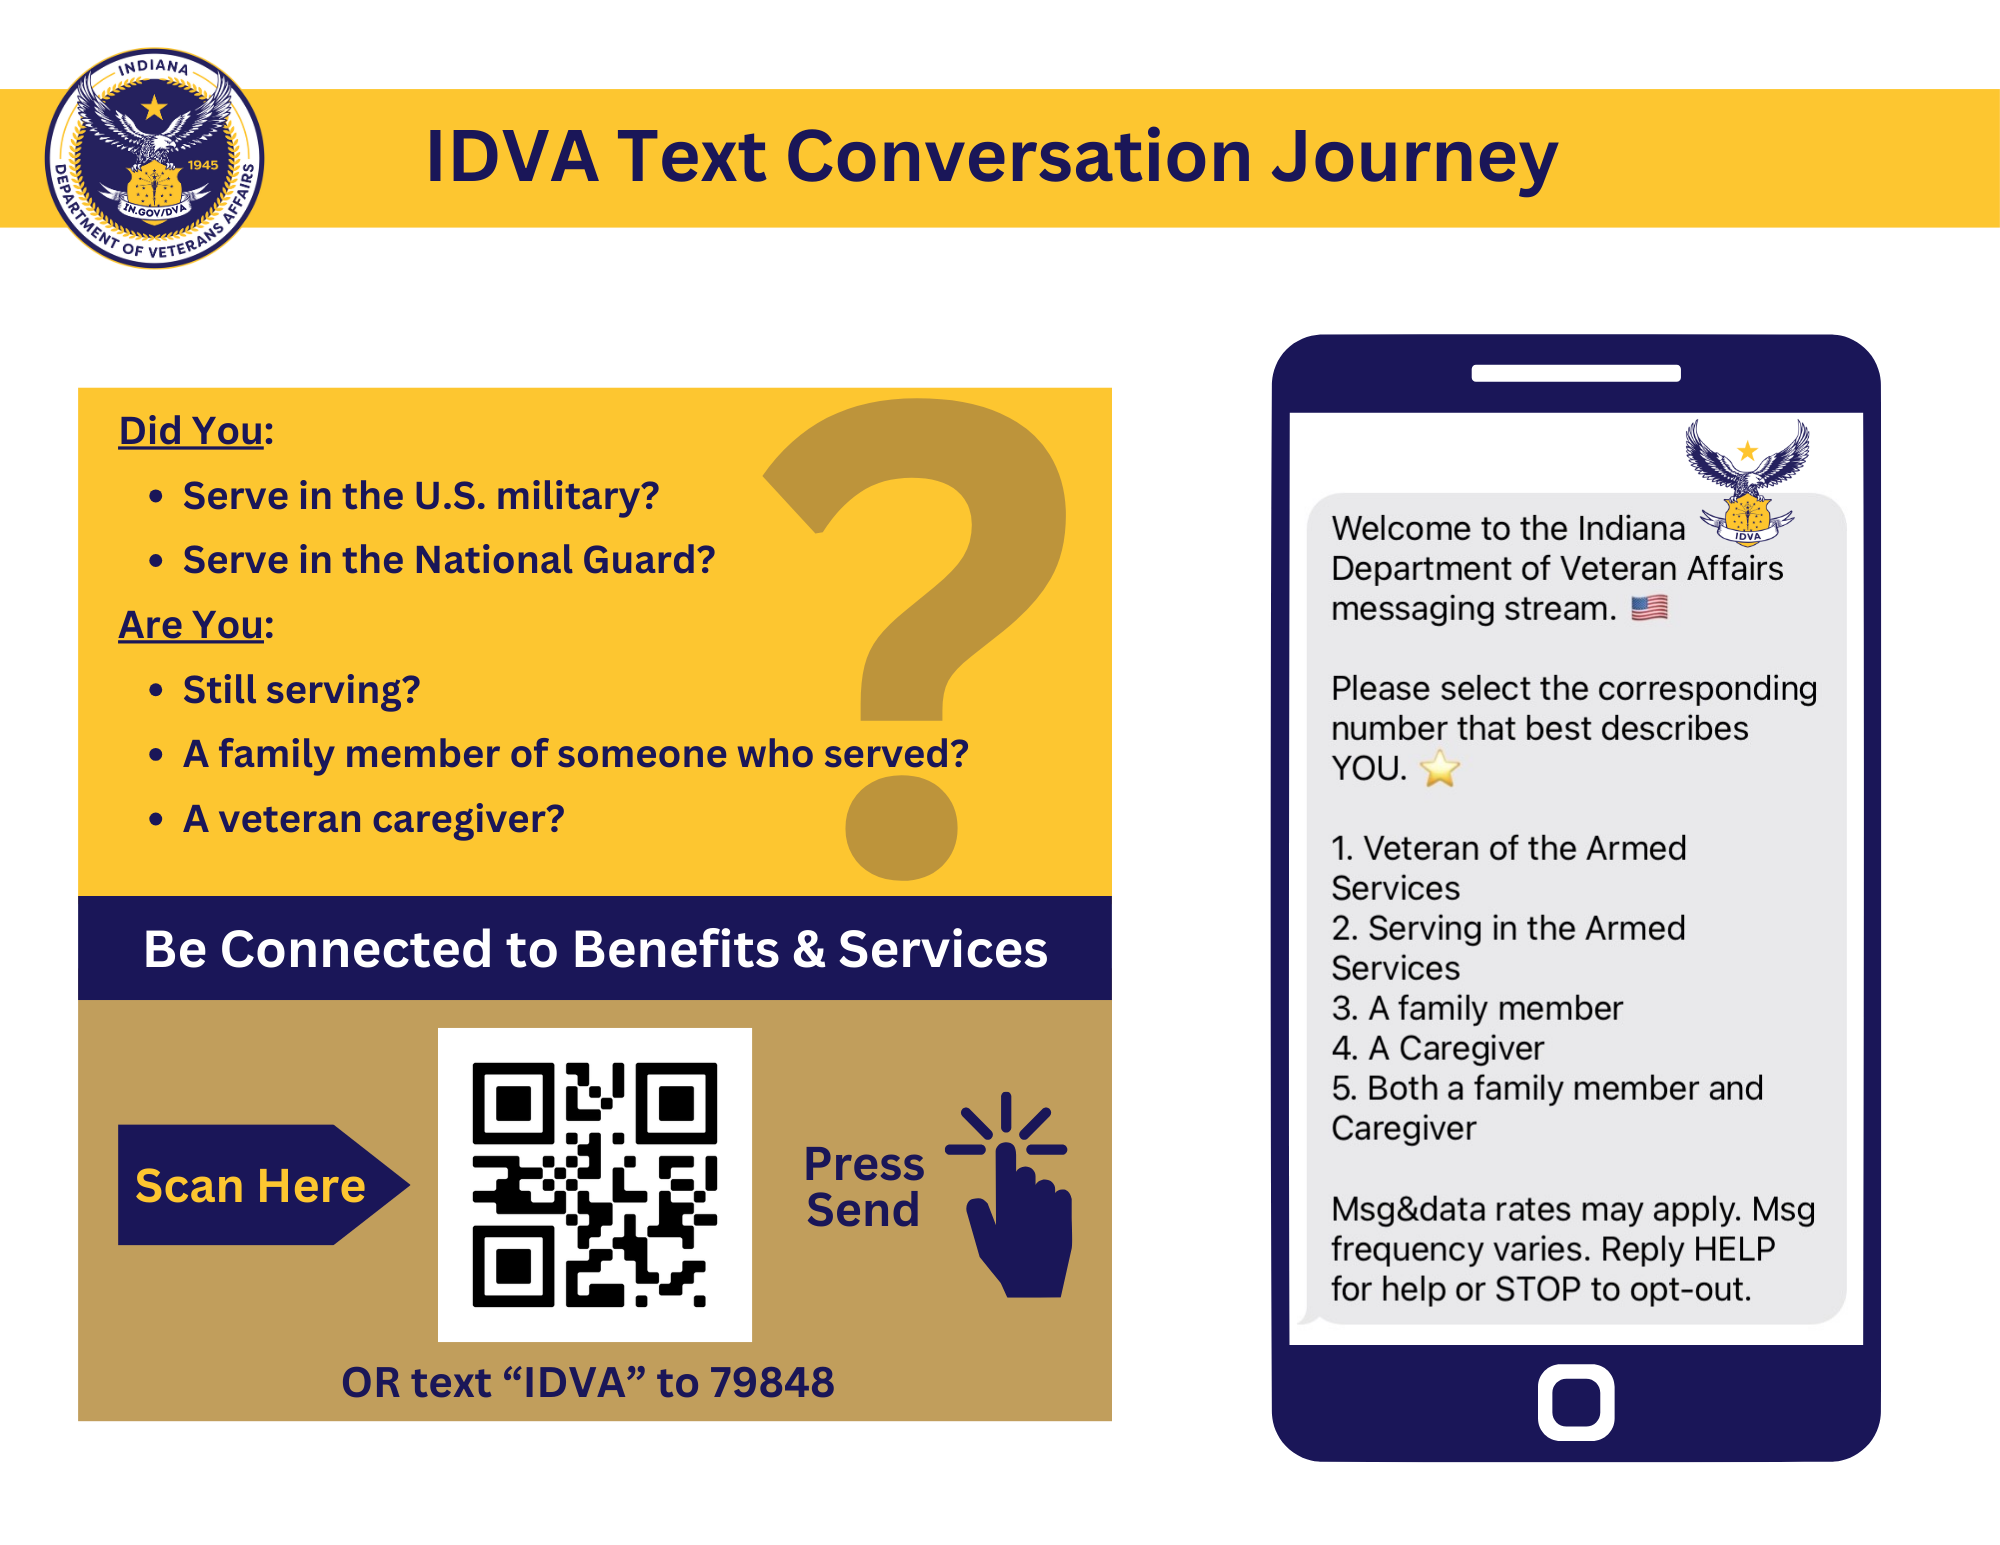 INDIANA
1945
IN.GOV/DVA
DEPARTMENT OF VETERANS AFFAIRS
IDVA Text Conversation Journey
Did You:
• Serve in the U.S. military?
• Serve in the National Guard?
Are You:
• Still serving?
• A family member of someone who served?
• A veteran caregiver?
?
Be Connected to Benefits & Services
Scan Here
Press
Send
OR text “IDVA” to 79848
IDVA
Welcome to the Indiana
Department of Veteran Affairs
messaging stream. 🇺🇸
Please select the corresponding
number that best describes
YOU. ⭐
1. Veteran of the Armed
Services
2. Serving in the Armed
Services
3. A family member
4. A Caregiver
5. Both a family member and
Caregiver
Msg&data rates may apply. Msg
frequency varies. Reply HELP
for help or STOP to opt-out.